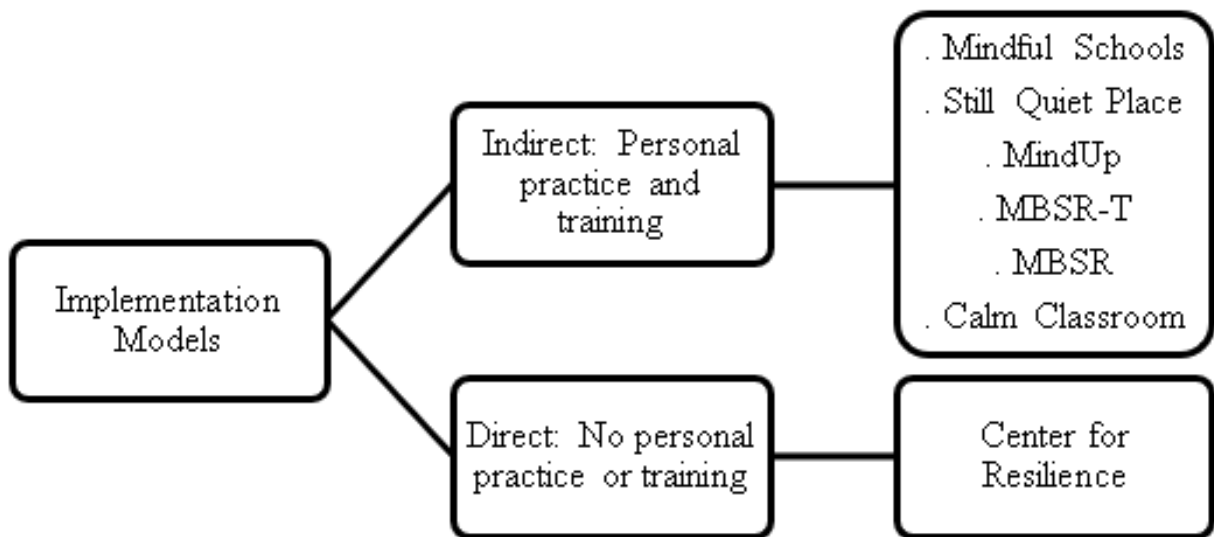 Implementation
Models
Indirect: Personal
practice and
training
. Mindful Schools
. Still Quiet Place
. MindUp
. MBSR-T
. MBSR
. Calm Classroom
Direct: No personal
practice or training
Center for
Resilience